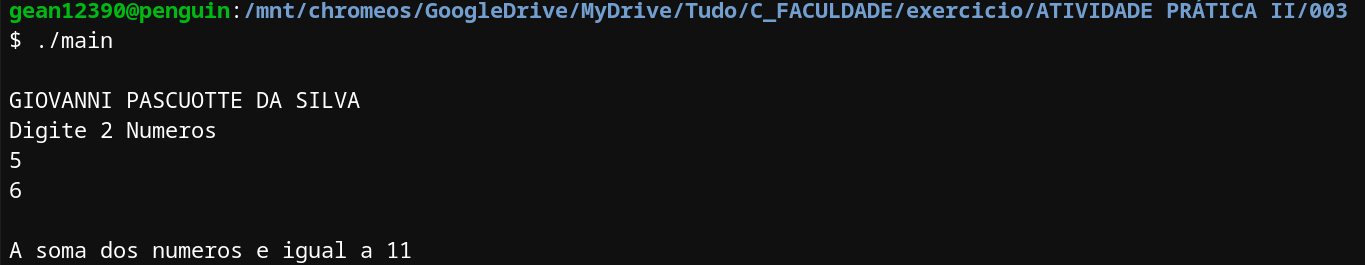 gean12390@penguin:/mnt/chromeos/GoogleDrive/MyDrive/Tudo/C_FACULDADE/exercicio/ATIVIDADE PRÁTICA II/003
$ ./main
GIOVANNI PASCUOTTE DA SILVA
Digite 2 Numeros
5
6
A soma dos numeros e igual a 11